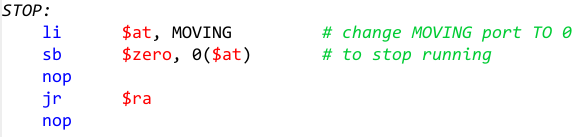 STOP:
li $at, MOVING # change MOVING port TO 0
sb $zero, 0($at) # to stop running
nop
jr $ra
nop